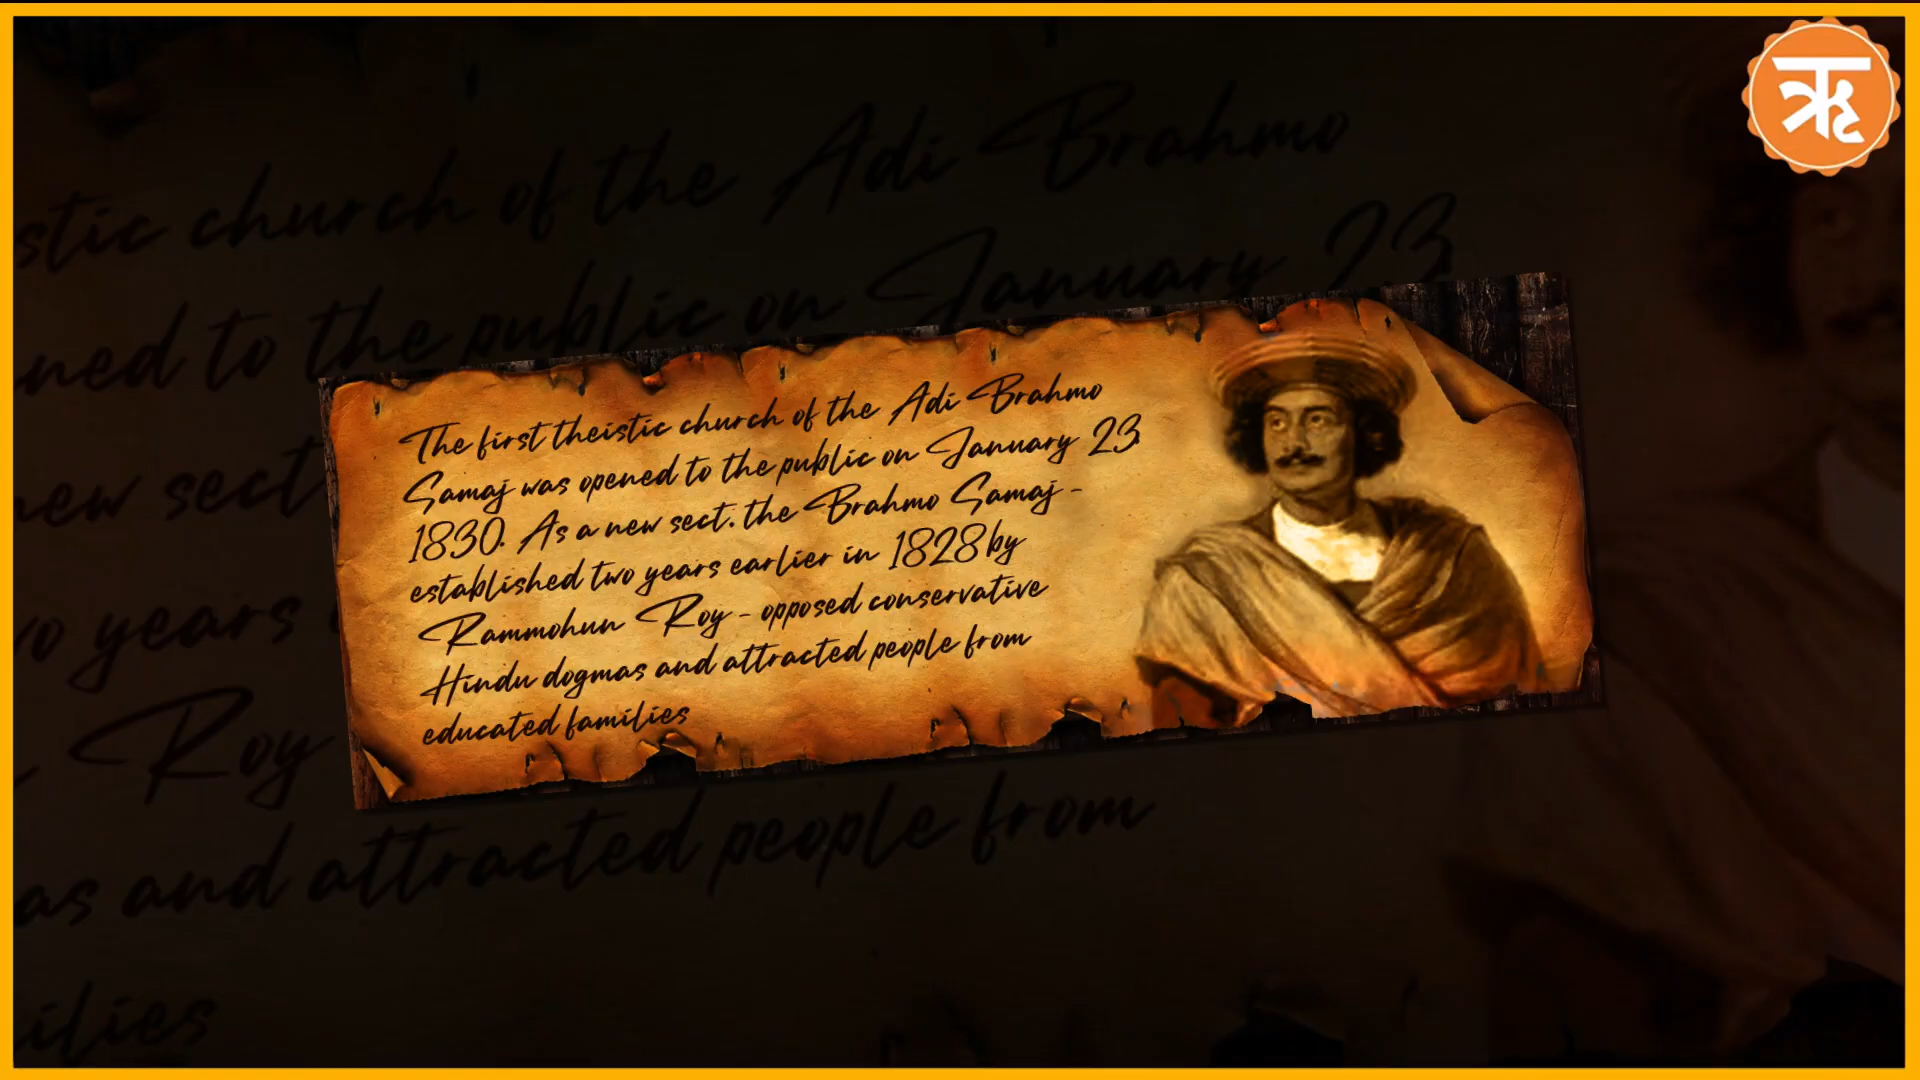 ऋ
The first theistic church of the Adi Brahmo
Samaj was opened to the public on January 23
1830. As a new sect. the Brahmo Samaj -
established two years earlier in 1828 by
Rammohun Roy - opposed conservative
Hindu dogmas and attracted people from
educated families